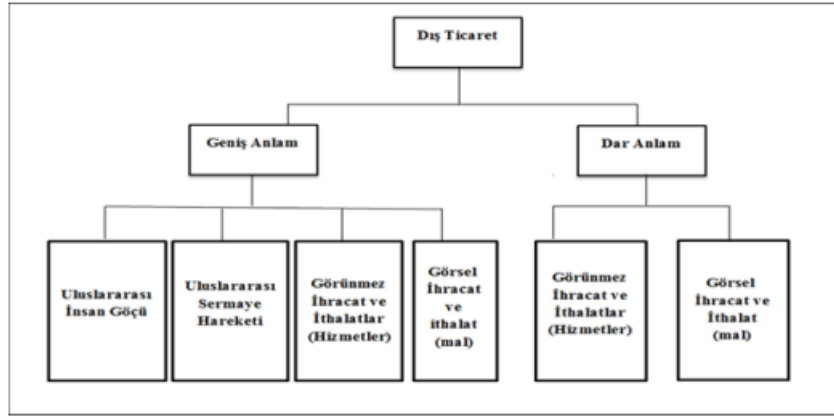 Dış Ticaret
Geniş Anlam
Dar Anlam
Uluslararası
İnsan Göçü
Uluslararası
Sermaye
Hareketi
Görünmez
İhracat ve
İthalatlar
(Hizmetler)
Görsel
İhracat
ve
ithalat
(mal)
Görünmez
İhracat ve
İthalatlar
(Hizmetler)
Görsel
İhracat ve
İthalat
(mal)